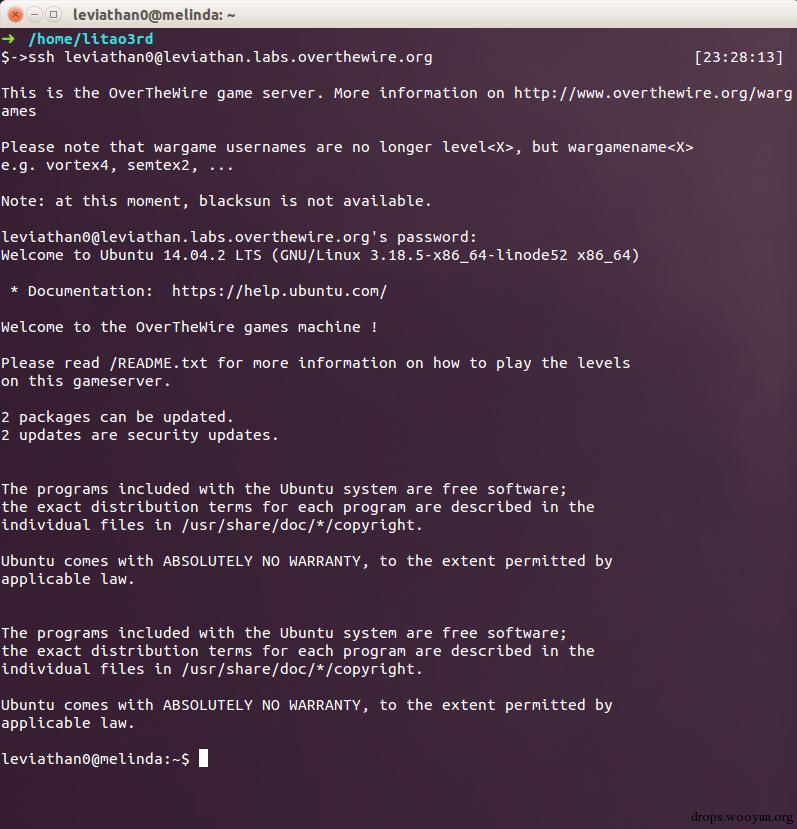 leviathan0@melinda: ~
➜ /home/litao3rd
$->ssh leviathan0@leviathan.labs.overthewire.org [23:28:13]
This is the OverTheWire game server. More information on http://www.overthewire.org/warg
ames
Please note that wargame usernames are no longer level<X>, but wargamename<X>
e.g. vortex4, semtex2, ...
Note: at this moment, blacksun is not available.
leviathan0@leviathan.labs.overthewire.org's password:
Welcome to Ubuntu 14.04.2 LTS (GNU/Linux 3.18.5-x86_64-linode52 x86_64)
* Documentation:  https://help.ubuntu.com/
Welcome to the OverTheWire games machine !
Please read /README.txt for more information on how to play the levels
on this gameserver.
2 packages can be updated.
2 updates are security updates.
The programs included with the Ubuntu system are free software;
the exact distribution terms for each program are described in the
individual files in /usr/share/doc/*/copyright.
Ubuntu comes with ABSOLUTELY NO WARRANTY, to the extent permitted by
applicable law.
The programs included with the Ubuntu system are free software;
the exact distribution terms for each program are described in the
individual files in /usr/share/doc/*/copyright.
Ubuntu comes with ABSOLUTELY NO WARRANTY, to the extent permitted by
applicable law.
leviathan0@melinda:~$
drops.wooyun.org